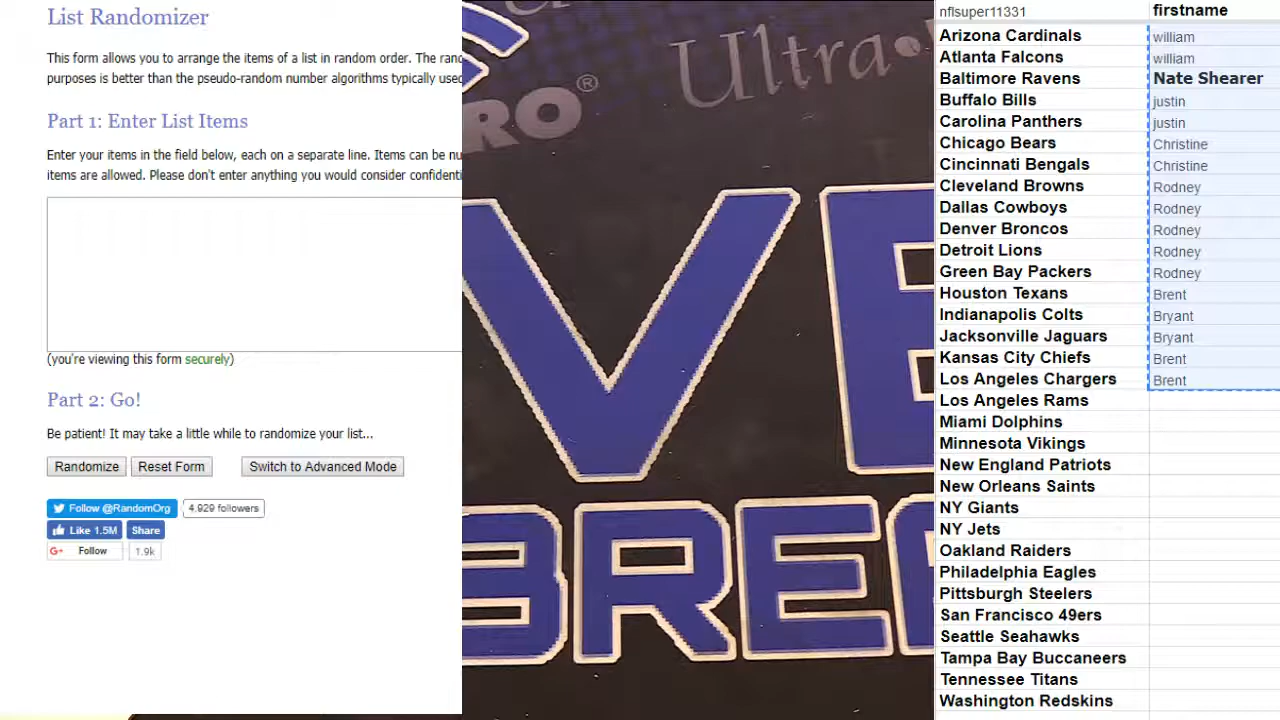 List Randomizer
This form allows you to arrange the items of a list in random order. The
purposes is better than the pseudo-random number algorithms typically
Part 1: Enter List Items
Enter your items in the field below, each on a separate line. Items can be
items are allowed. Please don't enter anything you would consider
(you're viewing this form securely)
Part 2: Go!
Be patient! It may take a little while to randomize your list...
Randomize Reset Form Switch to Advanced Mode
Follow @RandomOrg 4,929 followers
Like 1.5M Share
G+ Follow 1.9k
Ultra
RO®
VE
BRE
nflsuper11331 firstname
Arizona Cardinals william
Atlanta Falcons william
Baltimore Ravens Nate Shearer
Buffalo Bills justin
Carolina Panthers justin
Chicago Bears Christine
Cincinnati Bengals Christine
Cleveland Browns Rodney
Dallas Cowboys Rodney
Denver Broncos Rodney
Detroit Lions Rodney
Green Bay Packers Rodney
Houston Texans Brent
Indianapolis Colts Bryant
Jacksonville Jaguars Bryant
Kansas City Chiefs Brent
Los Angeles Chargers Brent
Los Angeles Rams
Miami Dolphins
Minnesota Vikings
New England Patriots
New Orleans Saints
NY Giants
NY Jets
Oakland Raiders
Philadelphia Eagles
Pittsburgh Steelers
San Francisco 49ers
Seattle Seahawks
Tampa Bay Buccaneers
Tennessee Titans
Washington Redskins